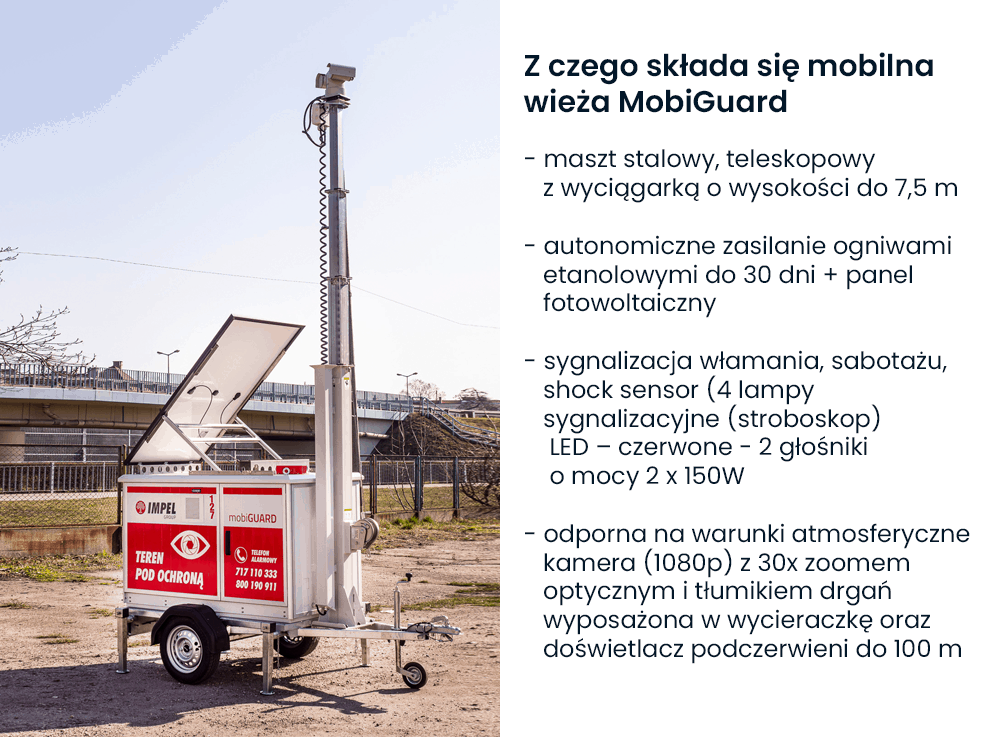 Z czego składa się mobilna
wieża MobiGuard
- maszt stalowy, teleskopowy
z wyciągarką o wysokości do 7,5 m
- autonomiczne zasilanie ogniwami
etanolowymi do 30 dni + panel
fotowoltaiczny
- sygnalizacja włamania, sabotażu,
shock sensor (4 lampy
sygnalizacyjne (stroboskop)
LED – czerwone - 2 głośniki
o mocy 2 x 150W
- odporna na warunki atmosferyczne
kamera (1080p) z 30x zoomem
optycznym i tłumikiem drgań
wyposażona w wycieraczkę oraz
doświetlacz podczerwieni do 100 m
IMPEL
GROUP
127
mobiGUARD
TEREN
POD OCHRONĄ
TELEFON
ALARMOWY
717 110 333
800 190 911